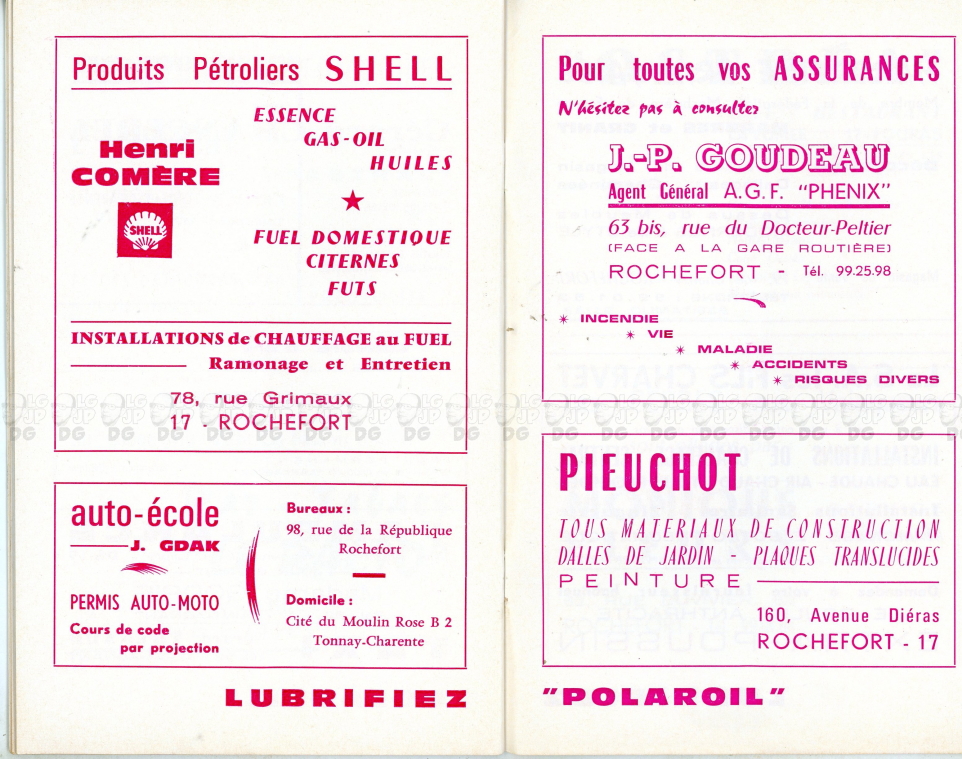 Produits Pétroliers SHELL
ESSENCE
GAS-OIL
HUILES
Henri
COMÈRE
SHELL
FUEL DOMESTIQUE
CITERNES
FUTS
INSTALLATIONS de CHAUFFAGE au FUEL
Ramonage et Entretien
78, rue Grimaux
17 - ROCHEFORT
auto-école
J. GDAK
PERMIS AUTO-MOTO
Cours de code
par projection
Bureaux :
98, rue de la République
Rochefort
Domicile :
Cité du Moulin Rose B 2
Tonnay-Charente
LUBRIFIEZ
Pour toutes vos ASSURANCES
N'hésitez pas à consulter
J.-P. GOUDEAU
Agent Général A.G.F. "PHENIX"
63 bis, rue du Docteur-Peltier
(FACE A LA GARE ROUTIÈRE)
ROCHEFORT - Tél. 99.25.98
* INCENDIE
* VIE
* MALADIE
* ACCIDENTS
* RISQUES DIVERS
PIEUCHOT
TOUS MATERIAUX DE CONSTRUCTION
DALLES DE JARDIN - PLAQUES TRANSLUCIDES
PEINTURE
160, Avenue Diéras
ROCHEFORT - 17
"POLAROIL"